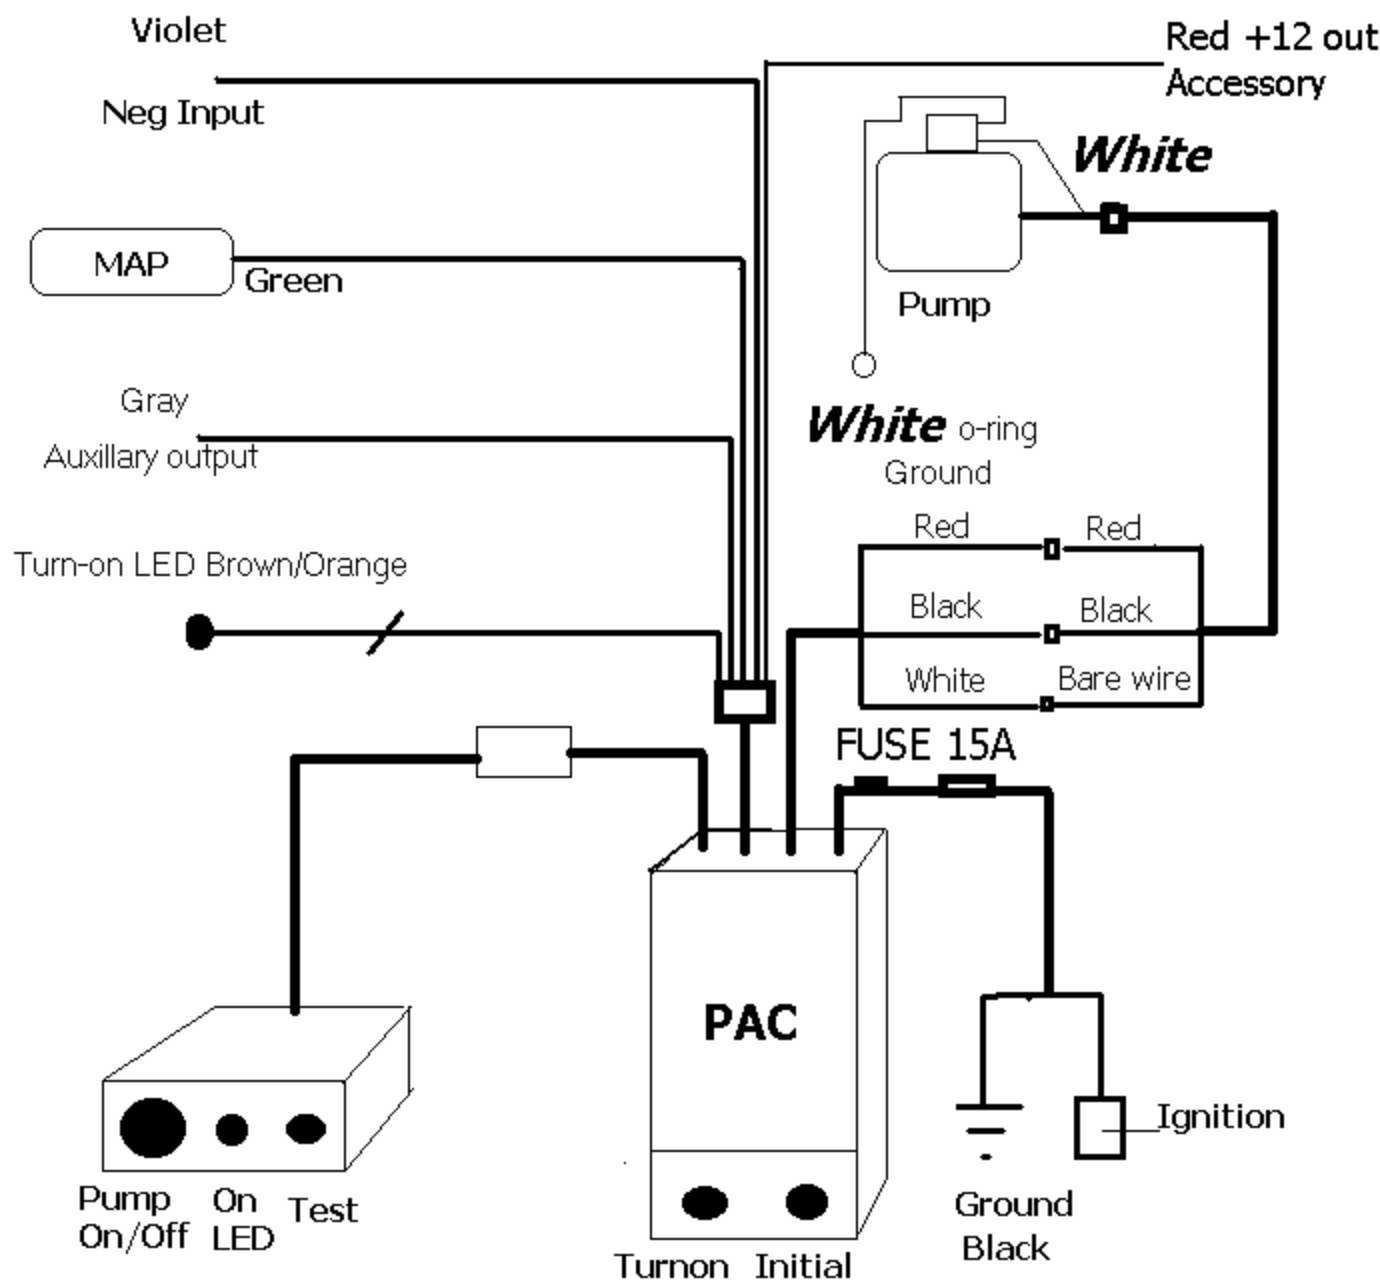 Violet
Neg Input
Red +12 out
Accessory
White
MAP
Green
Pump
Gray
Auxillary output
White o-ring
Ground
Red
Red
Turn-on LED Brown/Orange
Black
Black
White
Bare wire
FUSE 15A
PAC
Ignition
Pump
On/Off
On
LED
Test
Ground
Black
Turnon
Initial